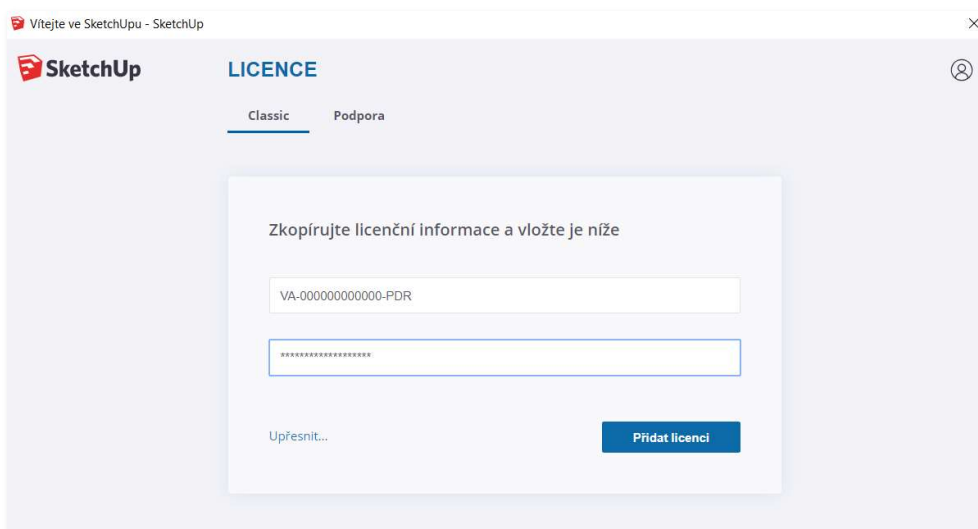 Vítejte ve SketchUpu - SketchUp
SketchUp
LICENCE
Classic
Podpora
Zkopírujte licenční informace a vložte je níže
VA-000000000000-PDR
*******************
Upřesnit...
Přidat licenci